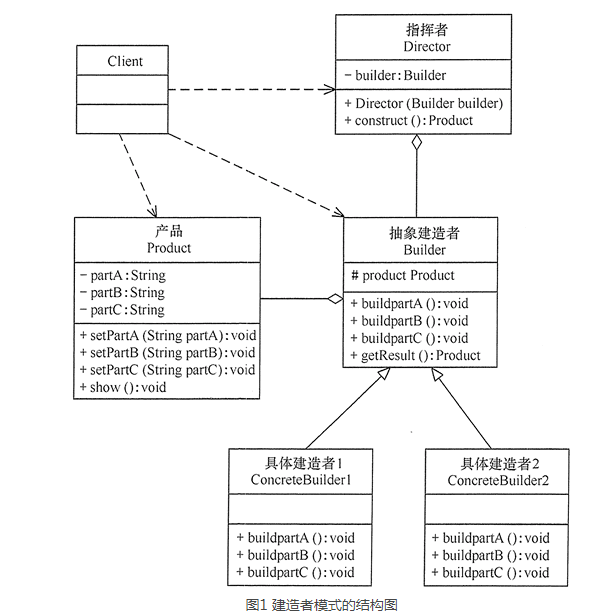 Client
指挥者
Director
− builder:Builder
+ Director(Builder builder)
+ construct():Product
产品
Product
− partA:String
− partB:String
− partC:String
+ setPartA(String partA):void
+ setPartB(String partB):void
+ setPartC(String partC):void
+ show():void
抽象建造者
Builder
# product Product
+ buildpartA():void
+ buildpartB():void
+ buildpartC():void
+ getResult():Product
具体建造者1
ConcreteBuilder1
+ buildpartA():void
+ buildpartB():void
+ buildpartC():void
具体建造者2
ConcreteBuilder2
+ buildpartA():void
+ buildpartB():void
+ buildpartC():void
图1 建造者模式的结构图